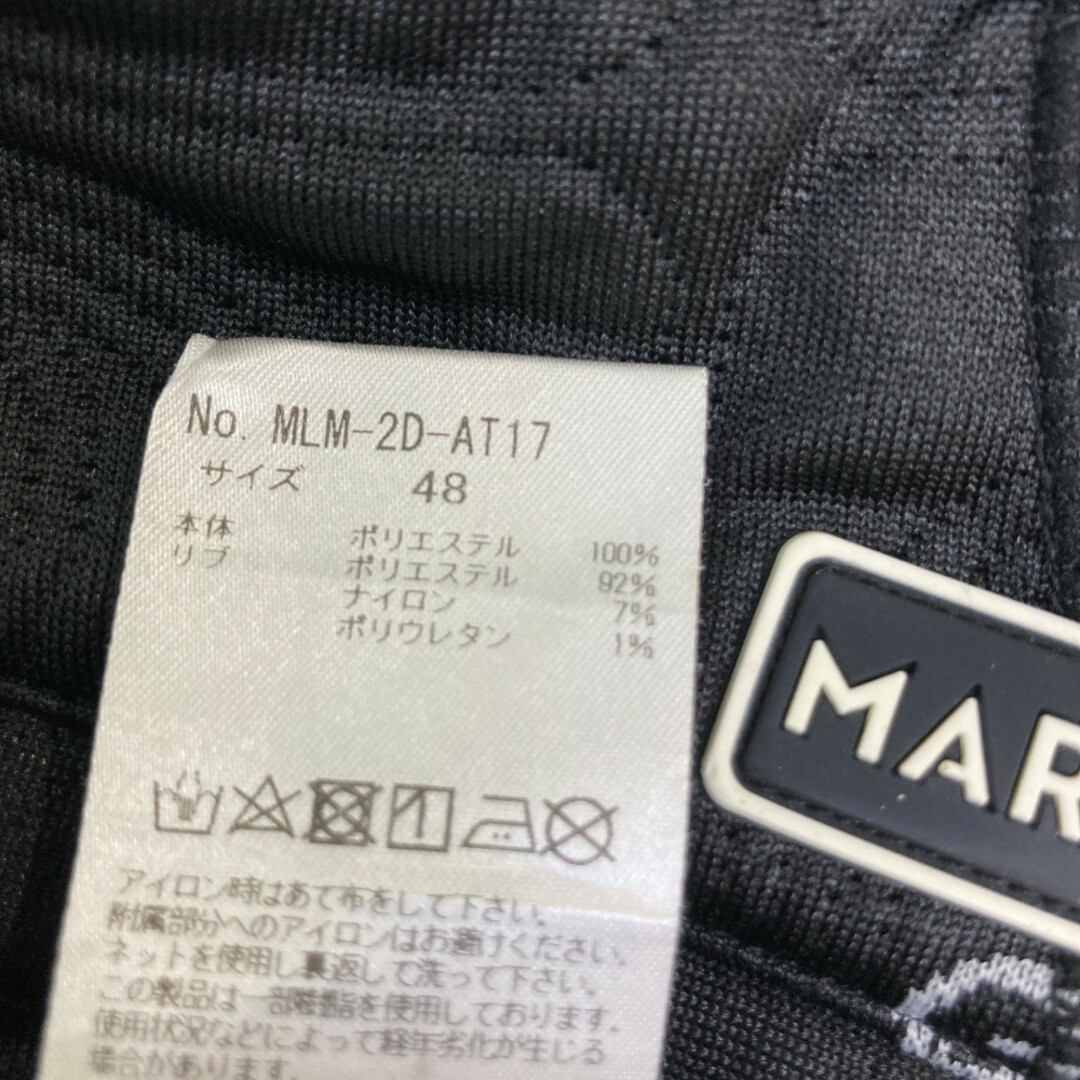 No. MLM-2D-AT17
サイズ 48
本体 ポリエステル 100%
リブ ポリエステル 92%
ナイロン 7%
ポリウレタン 1%
アイロン時はあて布をして下さい。
附属部分へのアイロンはお避けください。
ネットを使用し裏返して洗って下さい。
この製品は一部樹脂を使用しております。
使用状況などによって経年劣化が生じる
場合があります。
MAR